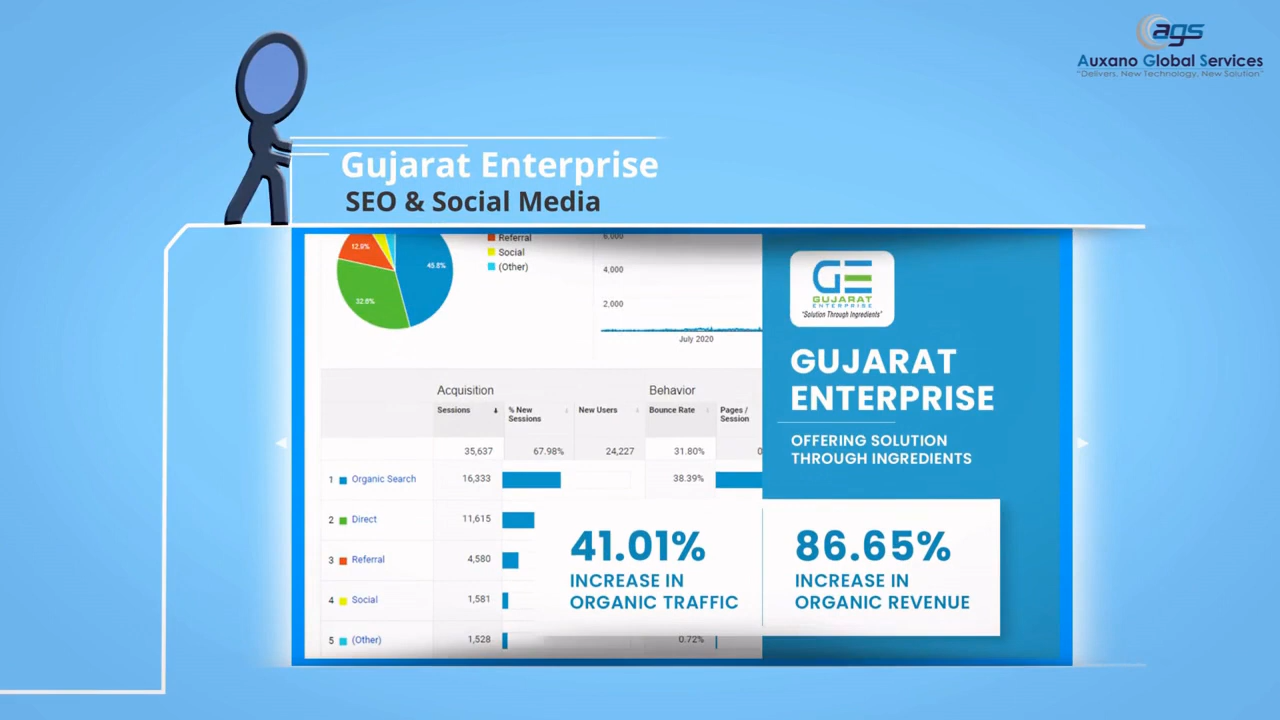 ags
Auxano Global Services
"Delivers, New Technology, New Solution"
Gujarat Enterprise
SEO & Social Media
12.8%
45.8%
32.6%
Referral
Social
(Other)
6,000
4,000
2,000
July 2020
GE
GUJARAT
ENTERPRISE
"Solution Through Ingredients"
GUJARAT
ENTERPRISE
OFFERING SOLUTION
THROUGH INGREDIENTS
Acquisition Behavior
Sessions % New Sessions New Users Bounce Rate Pages / Session
35,637 67.98% 24,227 31.80% 0
1 Organic Search 16,333 38.39%
2 Direct 11,615
3 Referral 4,580
4 Social 1,581
5 (Other) 1,528 0.72%
41.01%
INCREASE IN
ORGANIC TRAFFIC
86.65%
INCREASE IN
ORGANIC REVENUE